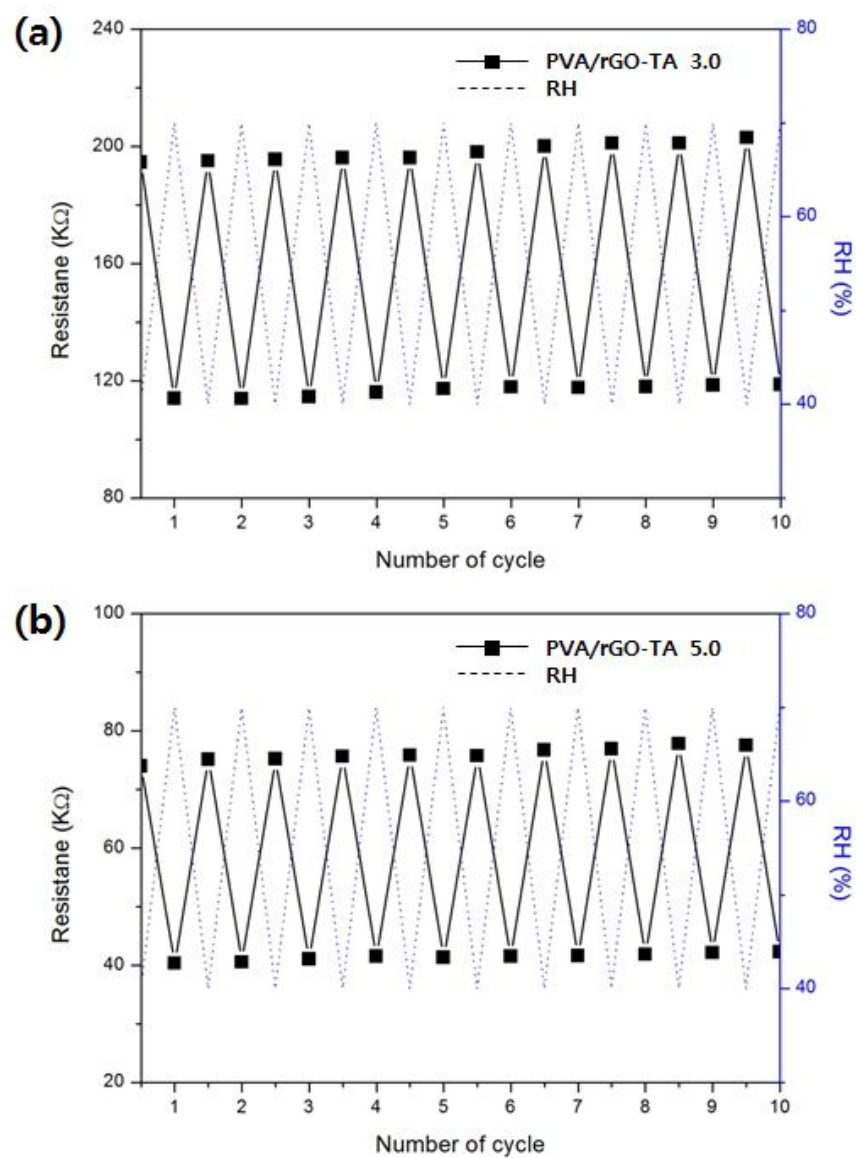 (a)
240
200
160
120
80
Resistane (KΩ)
80
60
40
RH (%)
PVA/rGO-TA 3.0
RH
1 2 3 4 5 6 7 8 9 10
Number of cycle
(b)
100
80
60
40
20
Resistane (KΩ)
80
60
40
RH (%)
PVA/rGO-TA 5.0
RH
1 2 3 4 5 6 7 8 9 10
Number of cycle